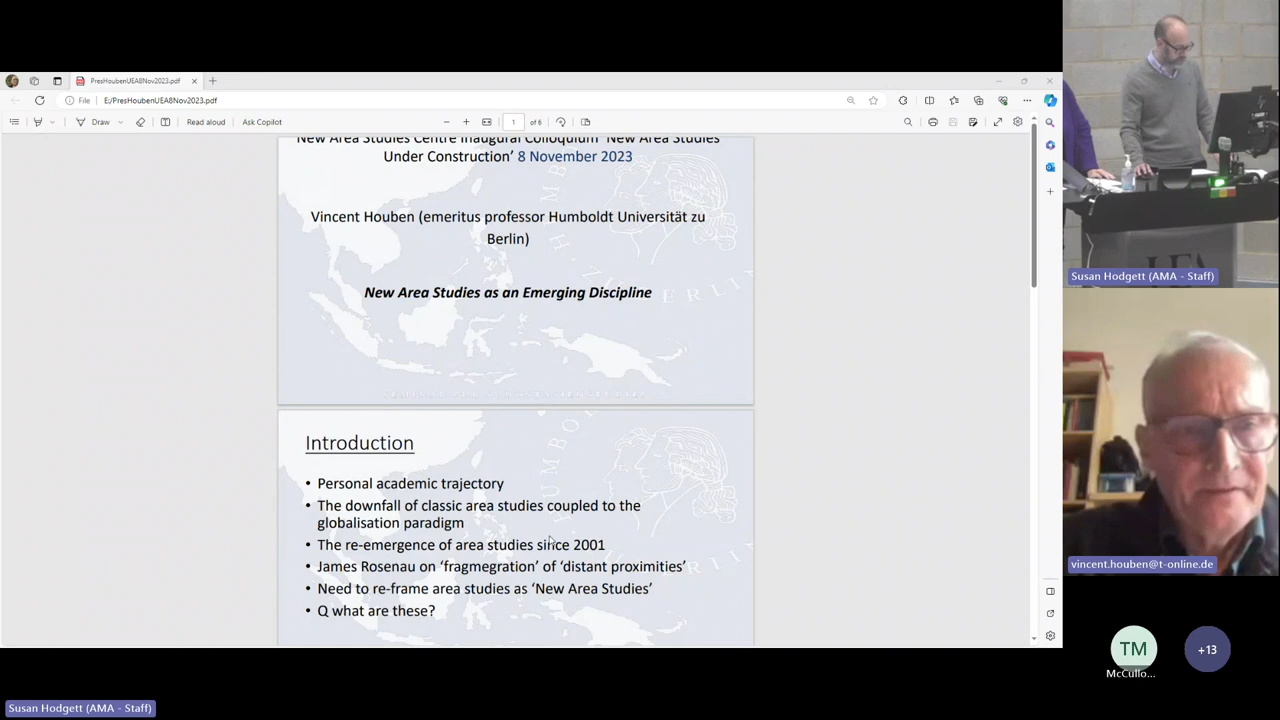 PresHoubenUEA8Nov2023.pdf
File
E:/PresHoubenUEA8Nov2023.pdf
Draw
Read aloud
Ask Copilot
1
of 6
New Area Studies Centre Inaugural Colloquium 'New Area Studies
Under Construction' 8 November 2023
Vincent Houben (emeritus professor Humboldt Universität zu
Berlin)
New Area Studies as an Emerging Discipline
Introduction
• Personal academic trajectory
• The downfall of classic area studies coupled to the
globalisation paradigm
• The re-emergence of area studies since 2001
• James Rosenau on 'fragmegration' of 'distant proximities'
• Need to re-frame area studies as 'New Area Studies'
• Q what are these?
Susan Hodgett (AMA - Staff)
UEA
vincent.houben@t-online.de
TM
McCullo...
+13
Susan Hodgett (AMA - Staff)